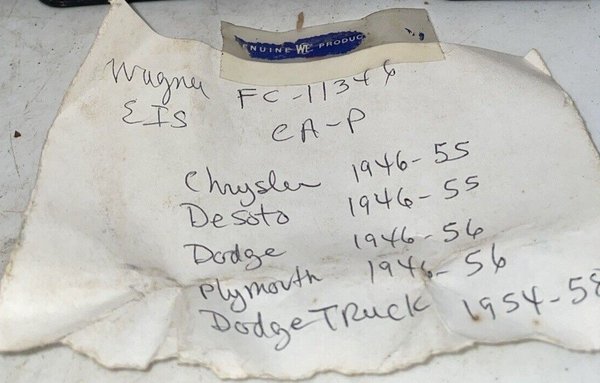 ENUINE WE PRODUC
Wagner FC-11346
EIS CA-P
Chrysler 1946-55
DeSoto 1946-55
Dodge 1946-56
Plymouth 1946-56
Dodge TRuck 1954-58